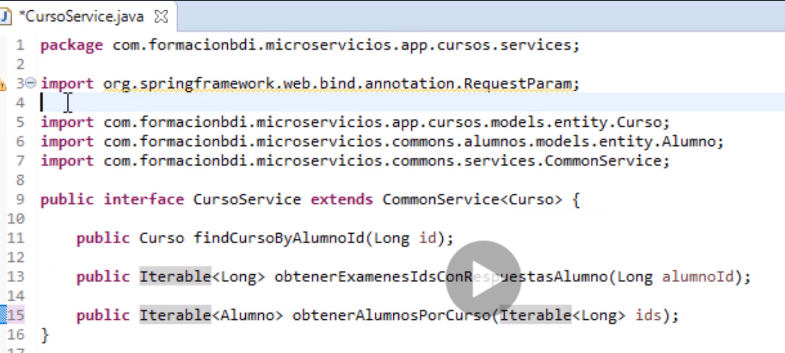 *CursoService.java
1 package com.formacionbdi.microservicios.app.cursos.services;
2
3 import org.springframework.web.bind.annotation.RequestParam;
4
5 import com.formacionbdi.microservicios.app.cursos.models.entity.Curso;
6 import com.formacionbdi.microservicios.commons.alumnos.models.entity.Alumno;
7 import com.formacionbdi.microservicios.commons.services.CommonService;
8
9 public interface CursoService extends CommonService<Curso> {
10
11 public Curso findCursoByAlumnoId(Long id);
12
13 public Iterable<Long> obtenerExamenesIdsConRespuestasAlumno(Long alumnoId);
14
15 public Iterable<Alumno> obtenerAlumnosPorCurso(Iterable<Long> ids);
16 }
17